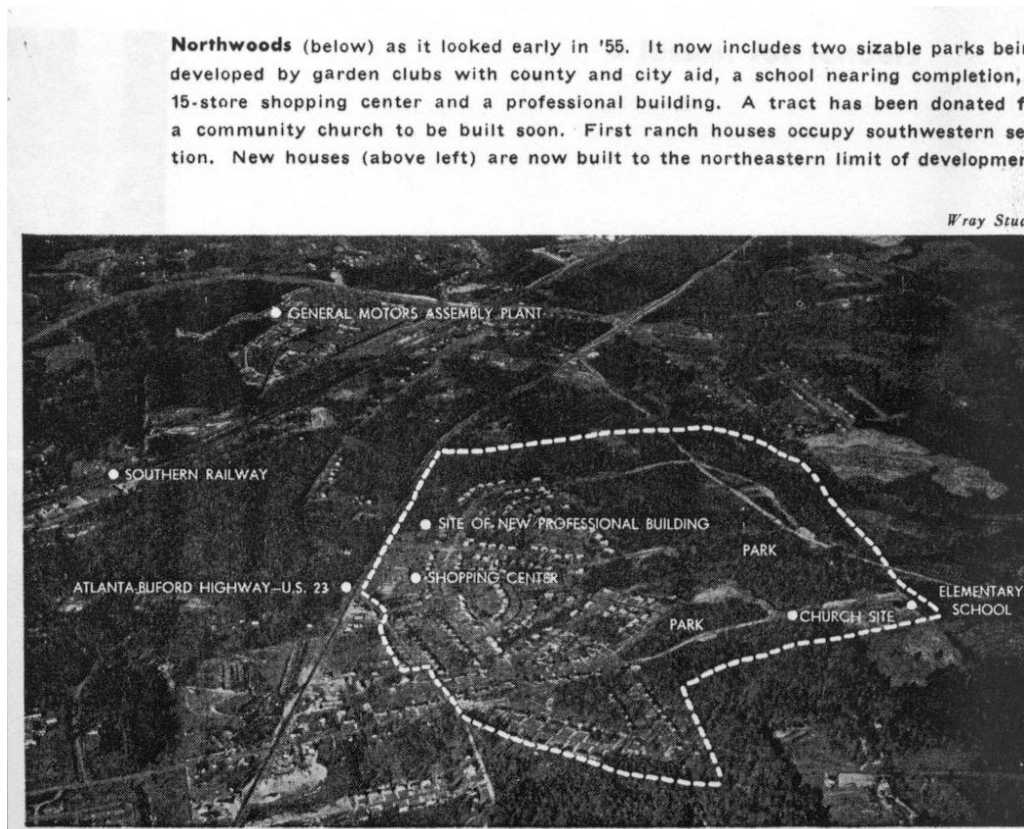 Northwoods (below) as it looked early in '55. It now includes two sizable parks bein
developed by garden clubs with county and city aid, a school nearing completion,
15-store shopping center and a professional building. A tract has been donated f
a community church to be built soon. First ranch houses occupy southwestern se
tion. New houses (above left) are now built to the northeastern limit of developmen
Wray Stud
GENERAL MOTORS ASSEMBLY PLANT
SOUTHERN RAILWAY
SITE OF NEW PROFESSIONAL BUILDING
PARK
SHOPPING CENTER
ATLANTA-BUFORD HIGHWAY—U.S. 23
ELEMENTARY
SCHOOL
CHURCH SITE
PARK